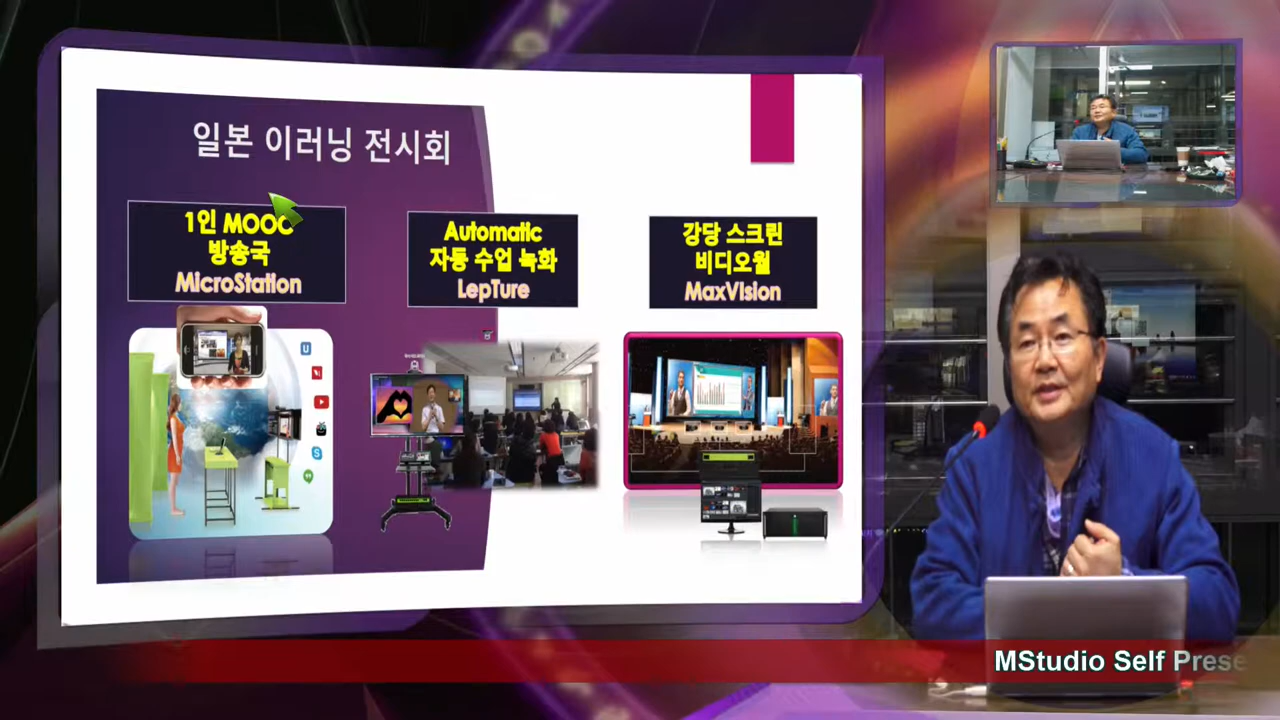 일본 이러닝 전시회
1인 MOOC
방송국
MicroStation
Automatic
자동 수업 녹화
LepTure
강당 스크린
비디오월
MaxVision
MStudio Self Prese